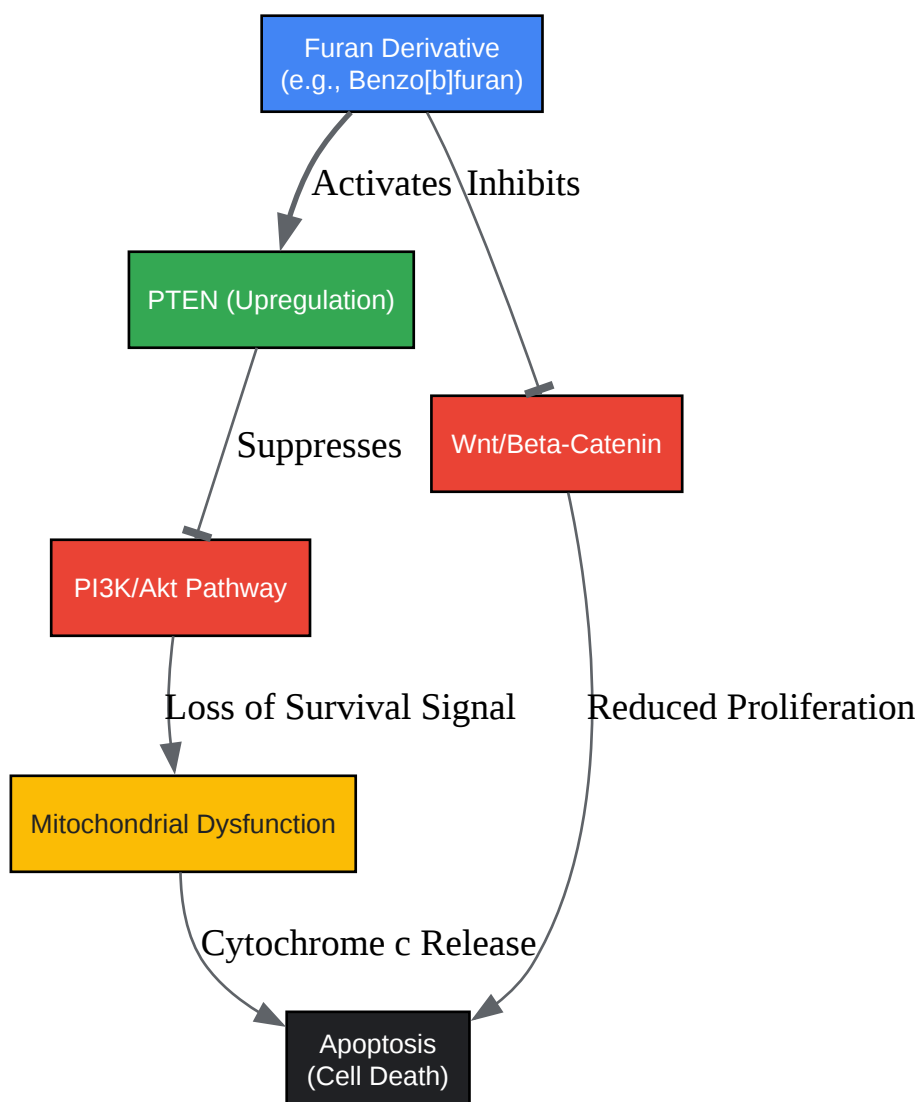 Furan Derivative
(e.g., Benzo[b]furan)
Activates
Inhibits
PTEN (Upregulation)
Wnt/Beta-Catenin
Suppresses
PI3K/Akt Pathway
Loss of Survival Signal
Reduced Proliferation
Mitochondrial Dysfunction
Cytochrome c Release
Apoptosis
(Cell Death)